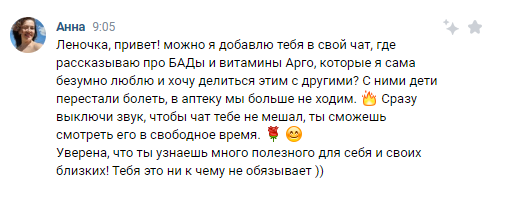 Анна 9:05
Леночка, привет! можно я добавлю тебя в свой чат, где
рассказываю про БАДы и витамины Арго, которые я сама
безумно люблю и хочу делиться этим с другими? С ними дети
перестали болеть, в аптеку мы больше не ходим. 🔥 Сразу
выключи звук, чтобы чат тебе не мешал, ты сможешь
смотреть его в свободное время. 🌹 😊
Уверена, что ты узнаешь много полезного для себя и своих
близких! Тебя это ни к чему не обязывает ))